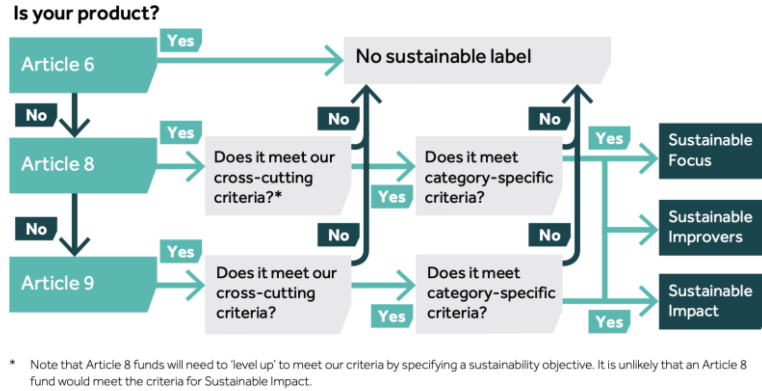 Is your product?
Article 6
Yes
No sustainable label
No
Article 8
Yes
Does it meet our
cross-cutting
criteria?*
No
Yes
Does it meet
category-specific
criteria?
No
Yes
Sustainable
Focus
Sustainable
Improvers
No
Article 9
Yes
Does it meet our
cross-cutting
criteria?
No
Yes
Does it meet
category-specific
criteria?
No
Yes
Sustainable
Impact
* Note that Article 8 funds will need to 'level up' to meet our criteria by specifying a sustainability objective. It is unlikely that an Article 8
fund would meet the criteria for Sustainable Impact.